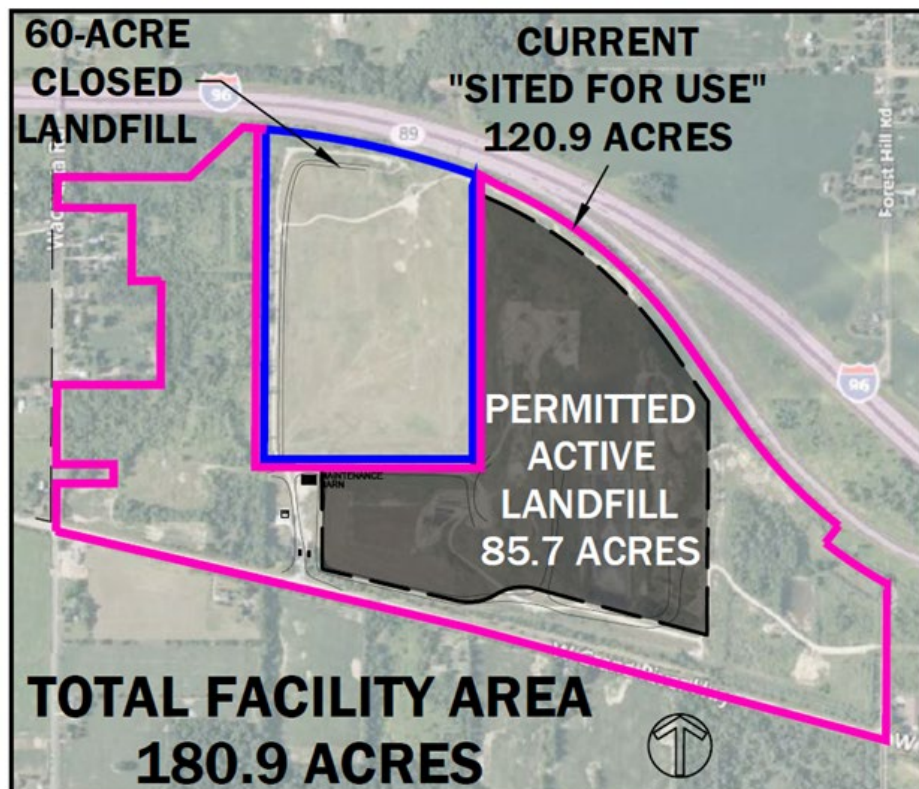 60-ACRE
CLOSED
LANDFILL
CURRENT
"SITED FOR USE"
120.9 ACRES
96
89
Forest Hill Rd
96
PERMITTED
ACTIVE
LANDFILL
85.7 ACRES
MAINTENANCE
BARN
TOTAL FACILITY AREA
180.9 ACRES